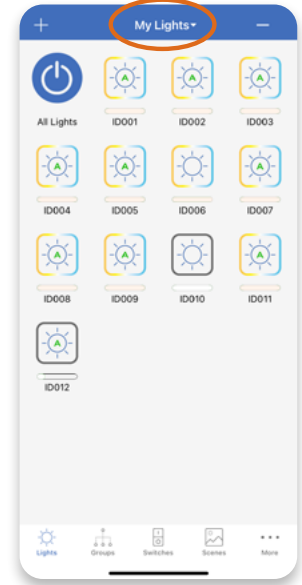 + My Lights ▾ −
All Lights ID001 ID002 ID003
A A A
ID004 ID005 ID006 ID007
A A A
ID008 ID009 ID010 ID011
A A A
ID012
A
Lights Groups Switches Scenes More